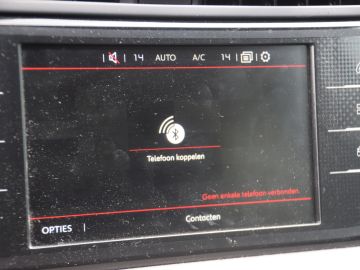 14 AUTO A/C 14
Telefoon koppelen
Geen enkele telefoon verbonden.
Contacten
OPTIES